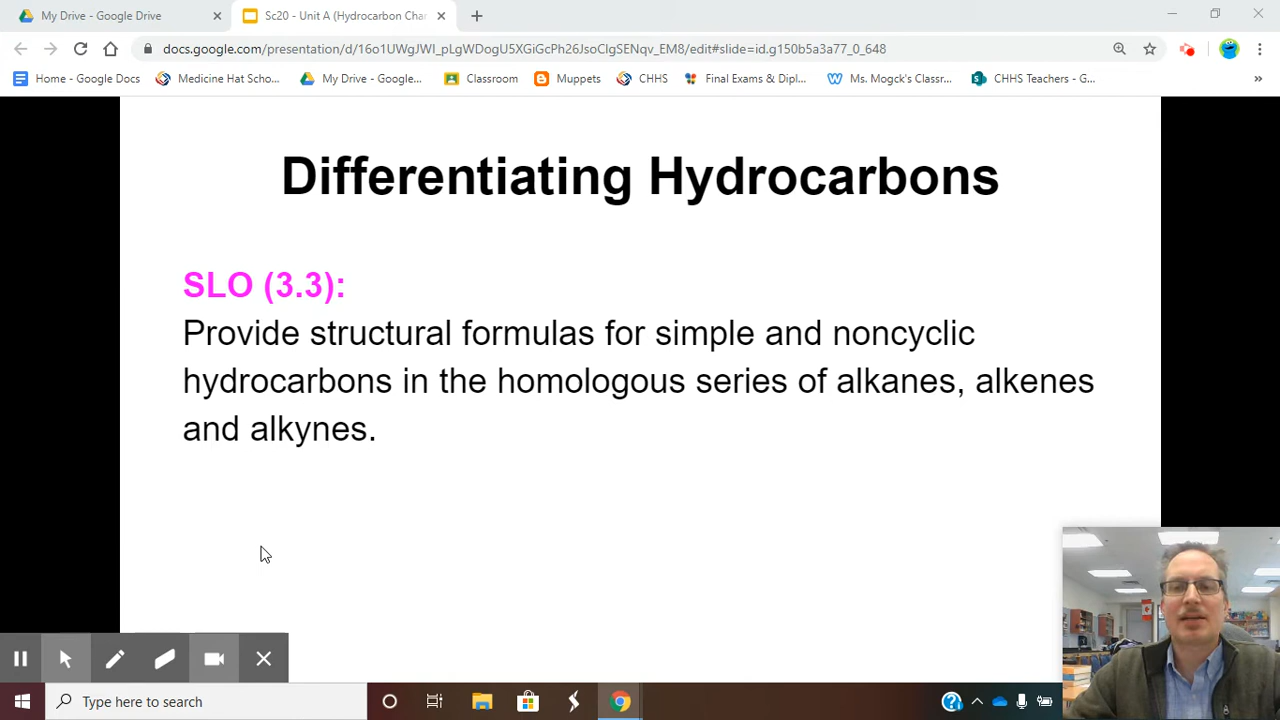 My Drive - Google Drive
Sc20 - Unit A (Hydrocarbon Char
docs.google.com/presentation/d/16o1UWgJWI_pLgWDogU5XGiGcPh26JsoClgSENqv_EM8/edit#slide=id.g150b5a3a77_0_648
Home - Google Docs
Medicine Hat Scho...
My Drive - Google...
Classroom
Muppets
CHHS
Final Exams & Dipl...
Ms. Mogck's Classr...
CHHS Teachers - G...
Differentiating Hydrocarbons
SLO (3.3):
Provide structural formulas for simple and noncyclic
hydrocarbons in the homologous series of alkanes, alkenes
and alkynes.
Type here to search